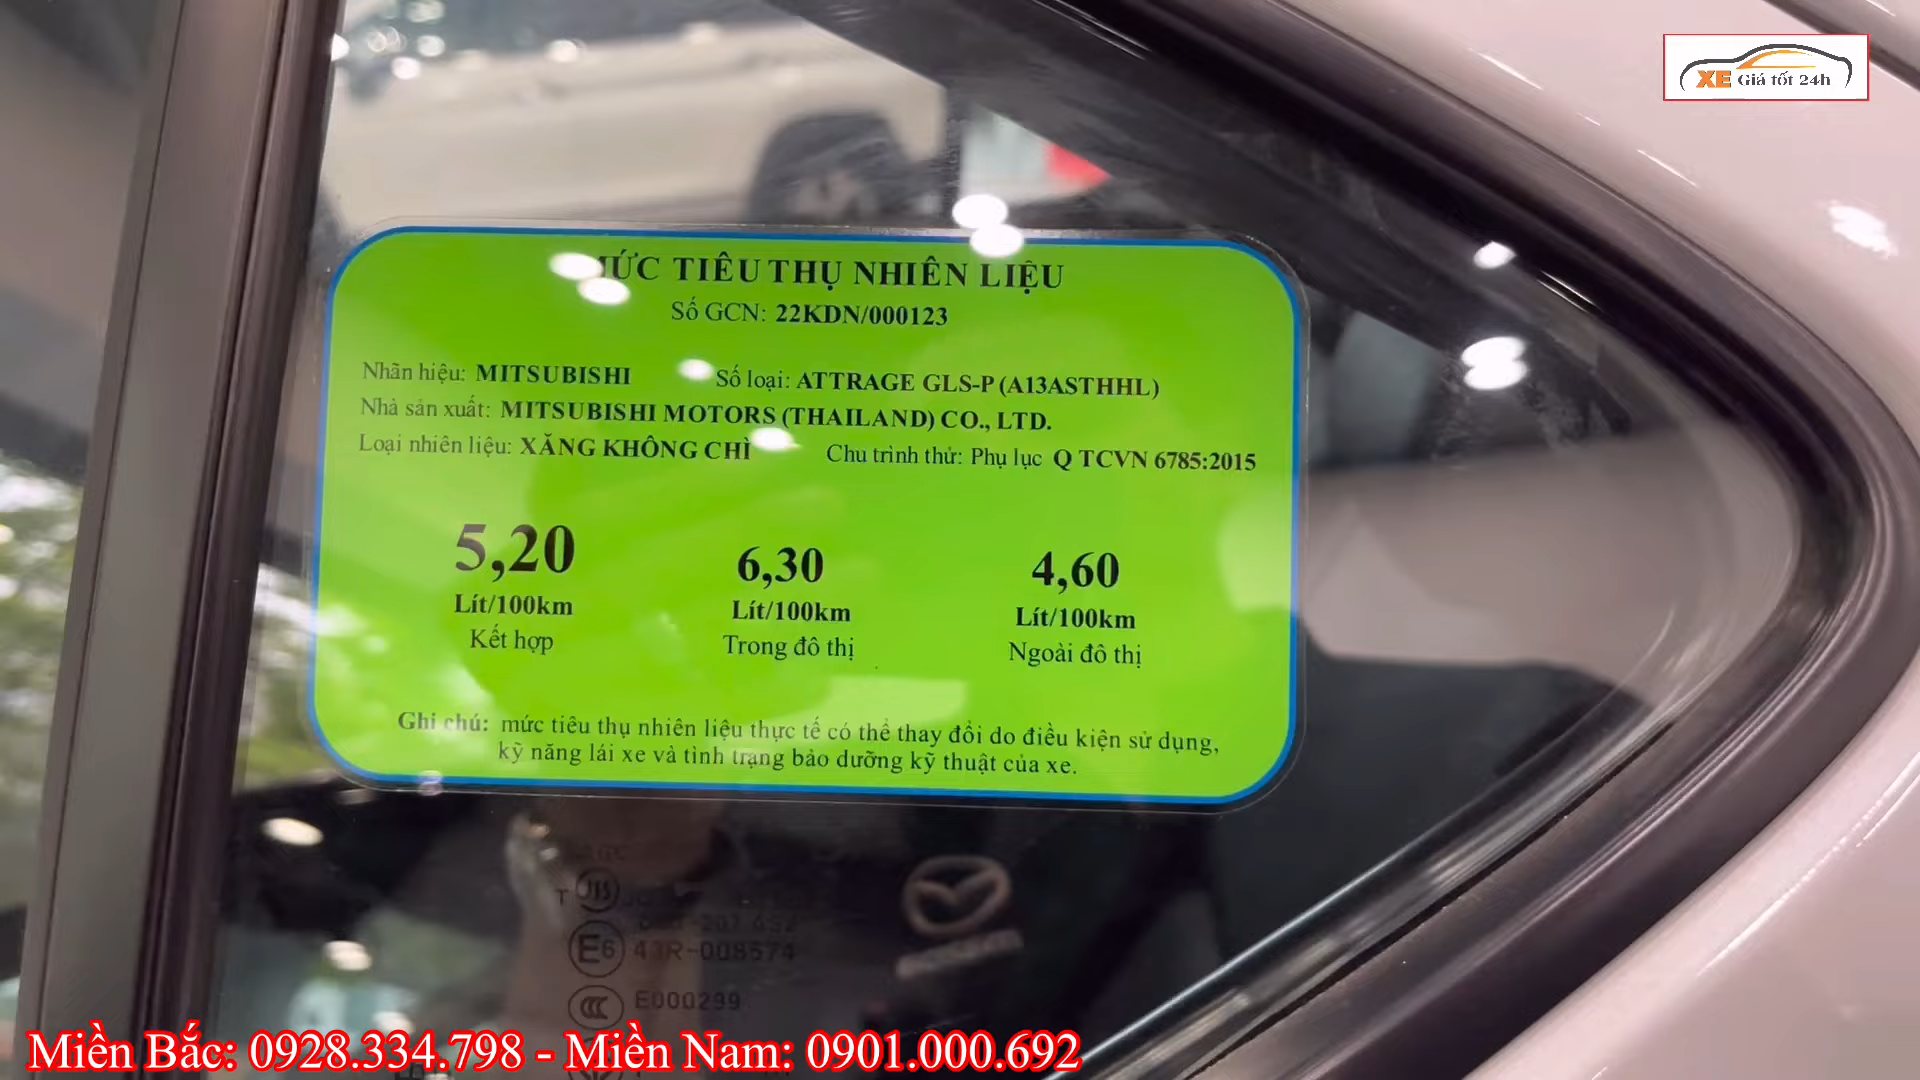 XE Giá tốt 24h
MỨC TIÊU THỤ NHIÊN LIỆU
Số GCN: 22KDN/000123
Nhãn hiệu: MITSUBISHI Số loại: ATTRAGE GLS-P (A13ASTHHL)
Nhà sản xuất: MITSUBISHI MOTORS (THAILAND) CO., LTD.
Loại nhiên liệu: XĂNG KHÔNG CHÌ Chu trình thử: Phụ lục Q TCVN 6785:2015
5,20 6,30 4,60
Lít/100km Lít/100km Lít/100km
Kết hợp Trong đô thị Ngoài đô thị
Ghi chú: mức tiêu thụ nhiên liệu thực tế có thể thay đổi do điều kiện sử dụng,
kỹ năng lái xe và tình trạng bảo dưỡng kỹ thuật của xe.
T JIS
E6 43R-008574
CCC E000299
Miền Bắc: 0928.334.798 - Miền Nam: 0901.000.692